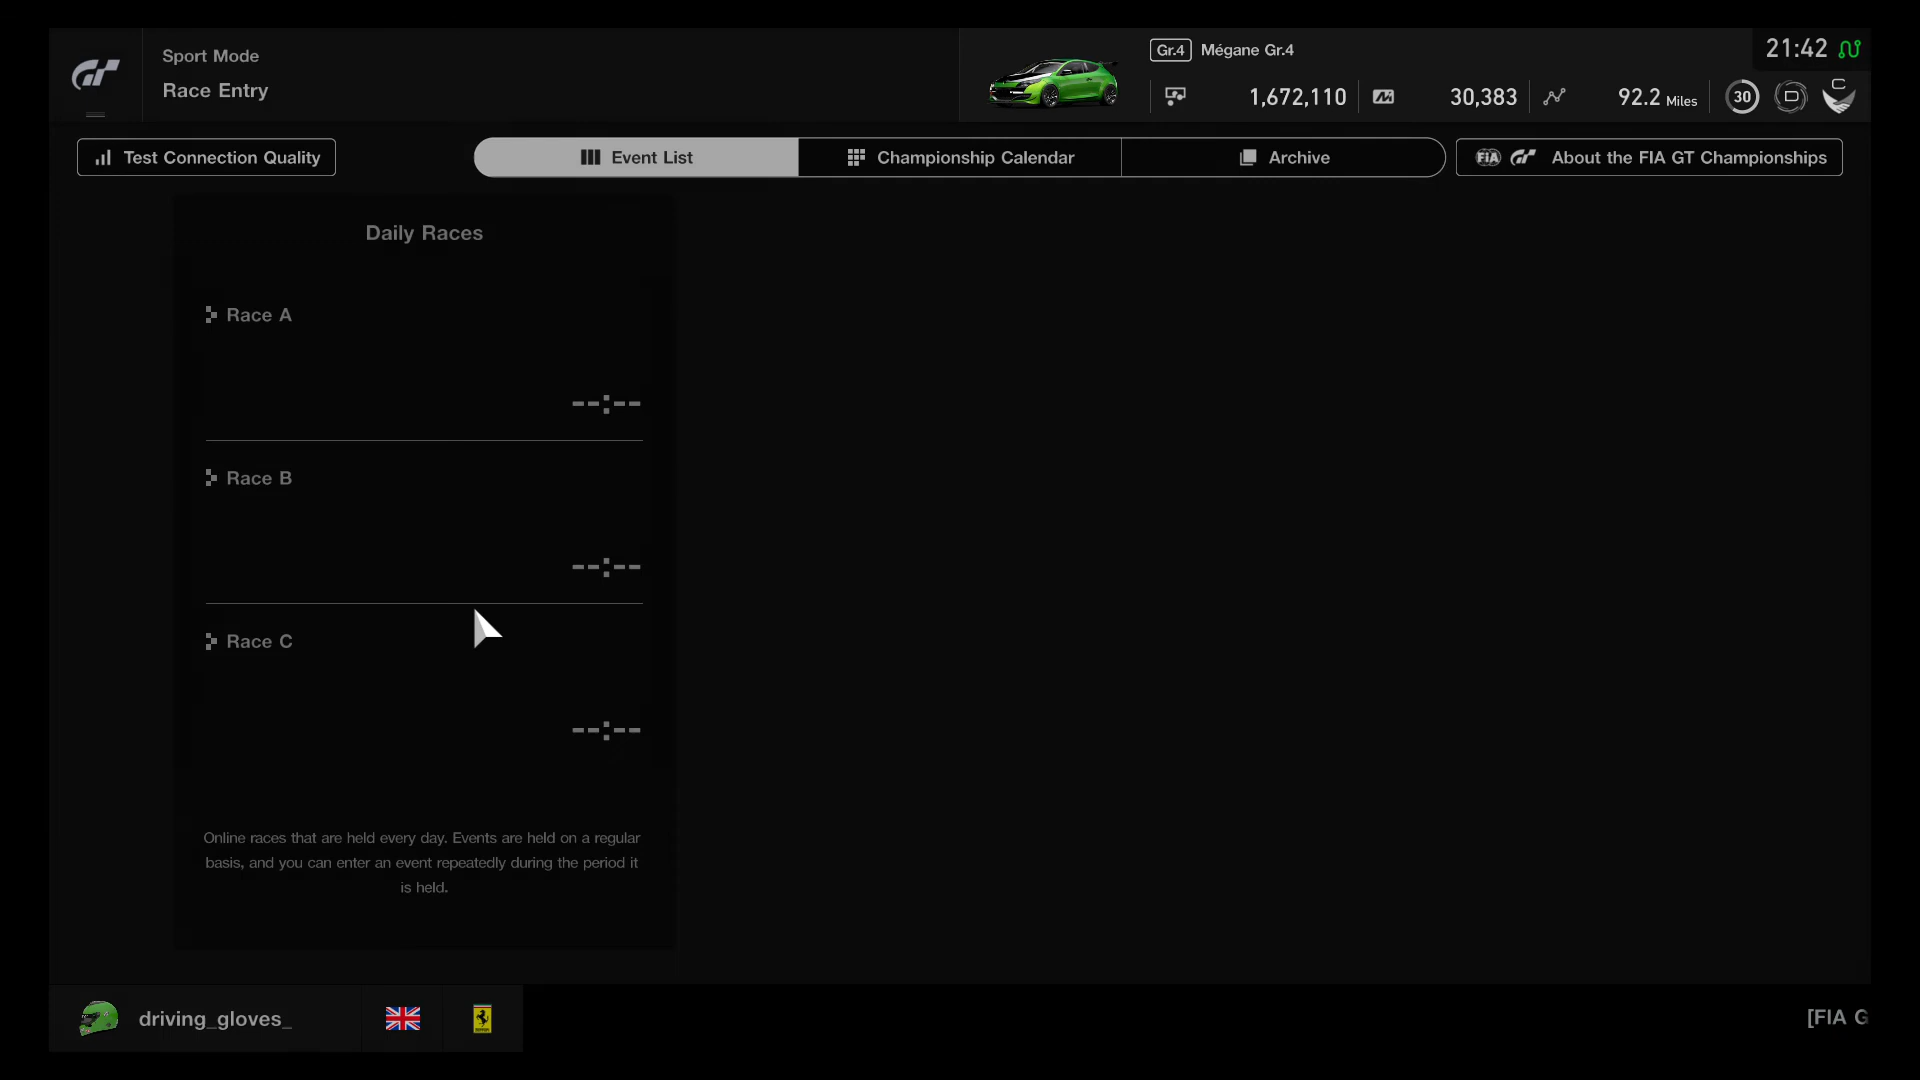 Sport Mode
Race Entry
Gr.4 Mégane Gr.4
21:42
1,672,110
30,383
92.2 Miles
30
D
C
Test Connection Quality
Event List
Championship Calendar
Archive
FIA GT About the FIA GT Championships
Daily Races
Race A
--:--
Race B
--:--
Race C
--:--
Online races that are held every day. Events are held on a regular
basis, and you can enter an event repeatedly during the period it
is held.
driving_gloves_
[FIA G